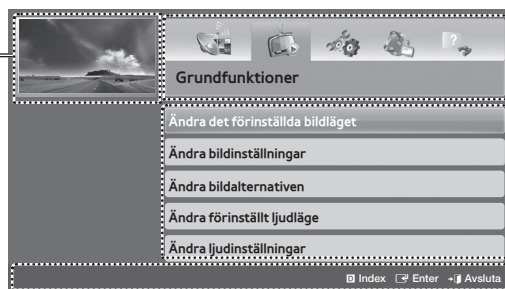 Grundfunktioner
Ändra det förinställda bildläget
Ändra bildinställningar
Ändra bildalternativen
Ändra förinställt ljudläge
Ändra ljudinställningar
D Index Enter Avsluta